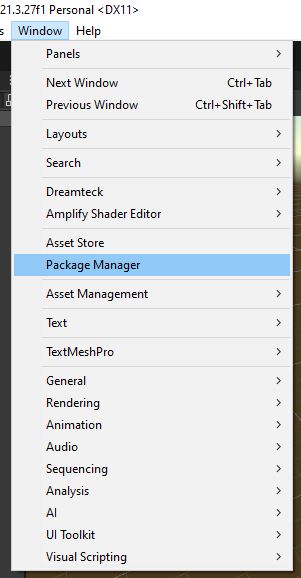 21.3.27f1 Personal <DX11>
s Window Help
Panels
Next Window Ctrl+Tab
Previous Window Ctrl+Shift+Tab
Layouts
Search
Dreamteck
Amplify Shader Editor
Asset Store
Package Manager
Asset Management
Text
TextMeshPro
General
Rendering
Animation
Audio
Sequencing
Analysis
AI
UI Toolkit
Visual Scripting